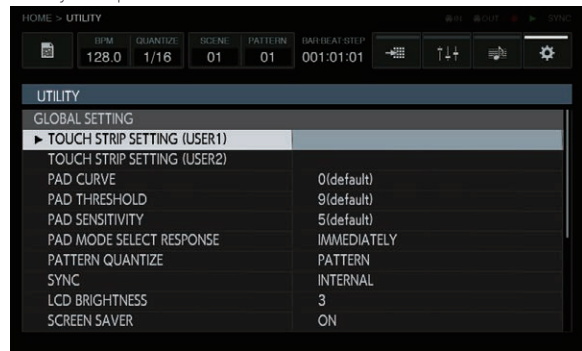 HOME > UTILITY
IN OUT SYNC
BPM QUANTIZE SCENE PATTERN BAR:BEAT:STEP
128.0 1/16 01 01 001:01:01
UTILITY
GLOBAL SETTING
► TOUCH STRIP SETTING (USER1)
TOUCH STRIP SETTING (USER2)
PAD CURVE 0(default)
PAD THRESHOLD 9(default)
PAD SENSITIVITY 5(default)
PAD MODE SELECT RESPONSE IMMEDIATELY
PATTERN QUANTIZE PATTERN
SYNC INTERNAL
LCD BRIGHTNESS 3
SCREEN SAVER ON